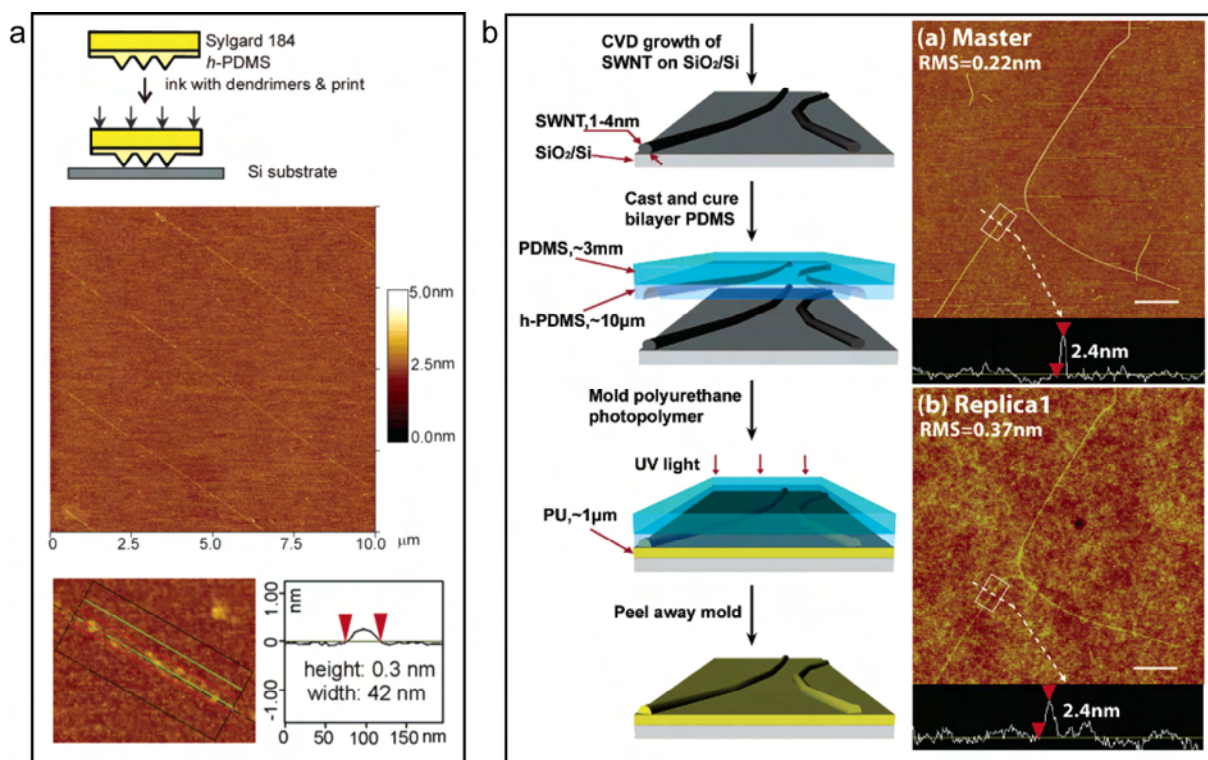 a
Sylgard 184
h-PDMS
ink with dendrimers & print
Si substrate
5.0nm
2.5nm
0.0nm
0
2.5
5.0
7.5
10.0
μm
1.00
nm
0
-1.00
height: 0.3 nm
width: 42 nm
0
50
100
150
nm
b
CVD growth of
SWNT on SiO₂/Si
SWNT,1-4nm
SiO₂/Si
Cast and cure
bilayer PDMS
PDMS,~3mm
h-PDMS,~10μm
Mold polyurethane
photopolymer
UV light
PU,~1μm
Peel away mold
(a) Master
RMS=0.22nm
2.4nm
(b) Replica1
RMS=0.37nm
2.4nm